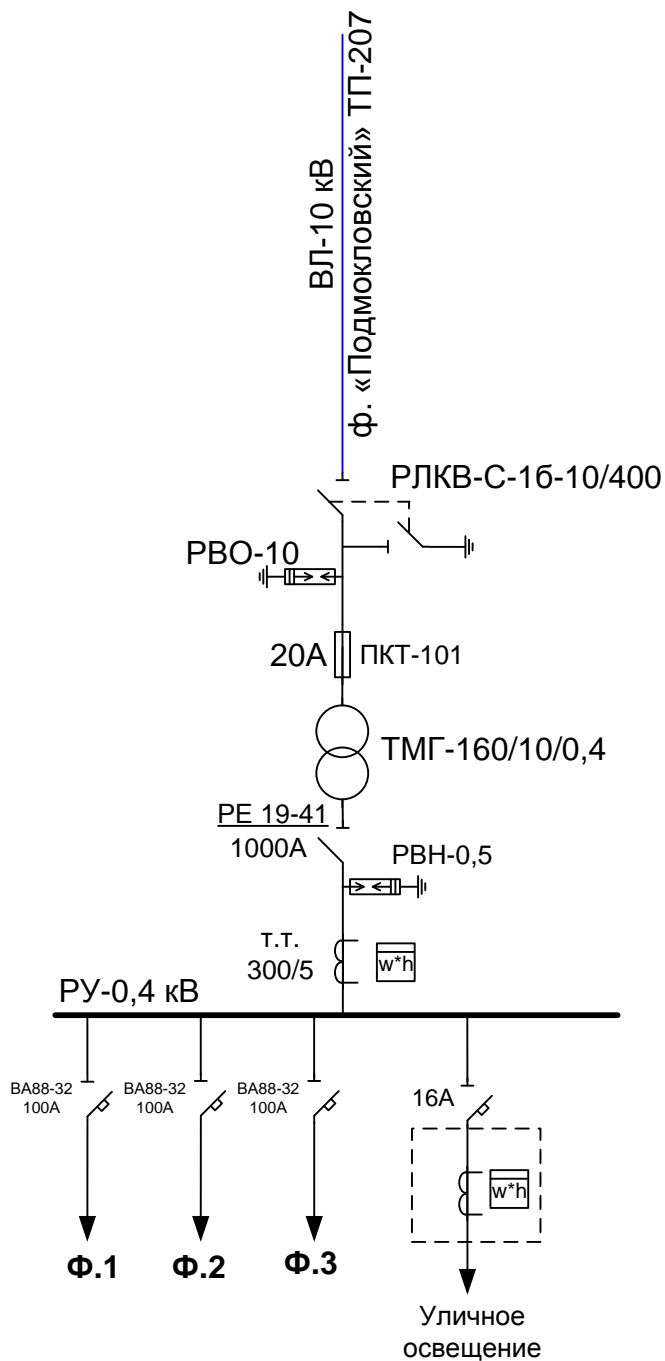 ВЛ-10 кВ
ф. «Подмокловский» ТП-207
РЛКВ-С-1б-10/400
РВО-10
20А
ПКТ-101
ТМГ-160/10/0,4
РЕ 19-41
1000А
РВН-0,5
т.т.
300/5
w*h
РУ-0,4 кВ
ВА88-32
100А
ВА88-32
100А
ВА88-32
100А
16А
w*h
Ф.1
Ф.2
Ф.3
Уличное
освещение